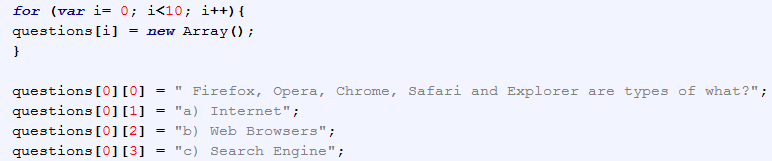 for (var i= 0; i<10; i++){
questions[i] = new Array();
}
questions[0][0] = " Firefox, Opera, Chrome, Safari and Explorer are types of what?";
questions[0][1] = "a) Internet";
questions[0][2] = "b) Web Browsers";
questions[0][3] = "c) Search Engine";